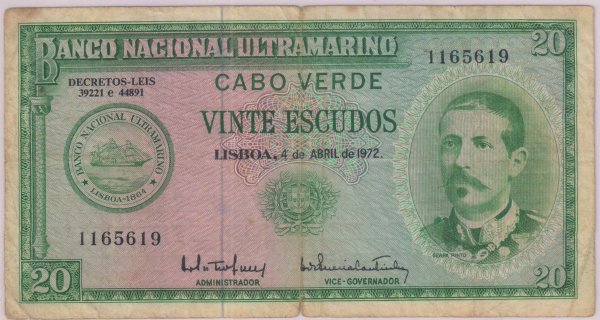 BANCO NACIONAL ULTRAMARINO
20
1165619
DECRETOS-LEIS
39221 e 44891
CABO VERDE
VINTE ESCUDOS
LISBOA, 4 de ABRIL de 1972.
BANCO NACIONAL ULTRAMARINO
LISBOA-1864
1165619
SERPA PINTO
ADMINISTRADOR
VICE-GOVERNADOR
20
20